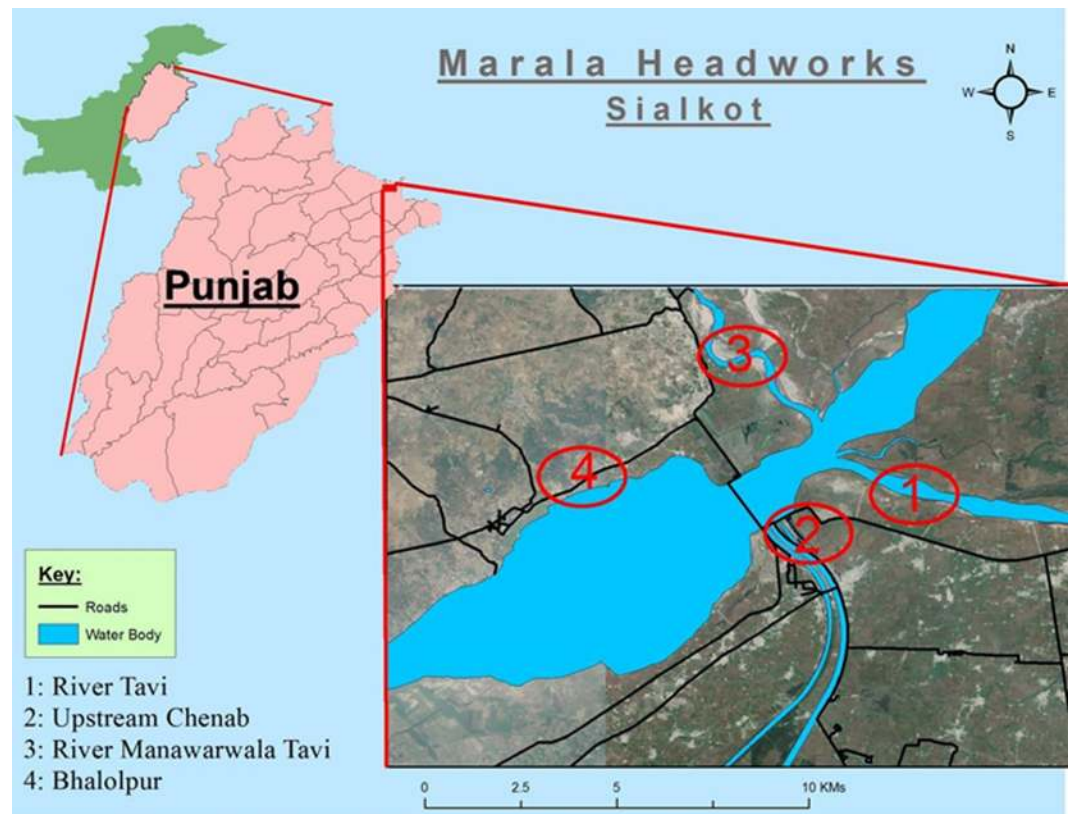 Marala Headworks
Sialkot
N
W E
S
Punjab
3
4
1
2
Key:
Roads
Water Body
1: River Tavi
2: Upstream Chenab
3: River Manawarwala Tavi
4: Bhalolpur
0 2.5 5 10 KMs